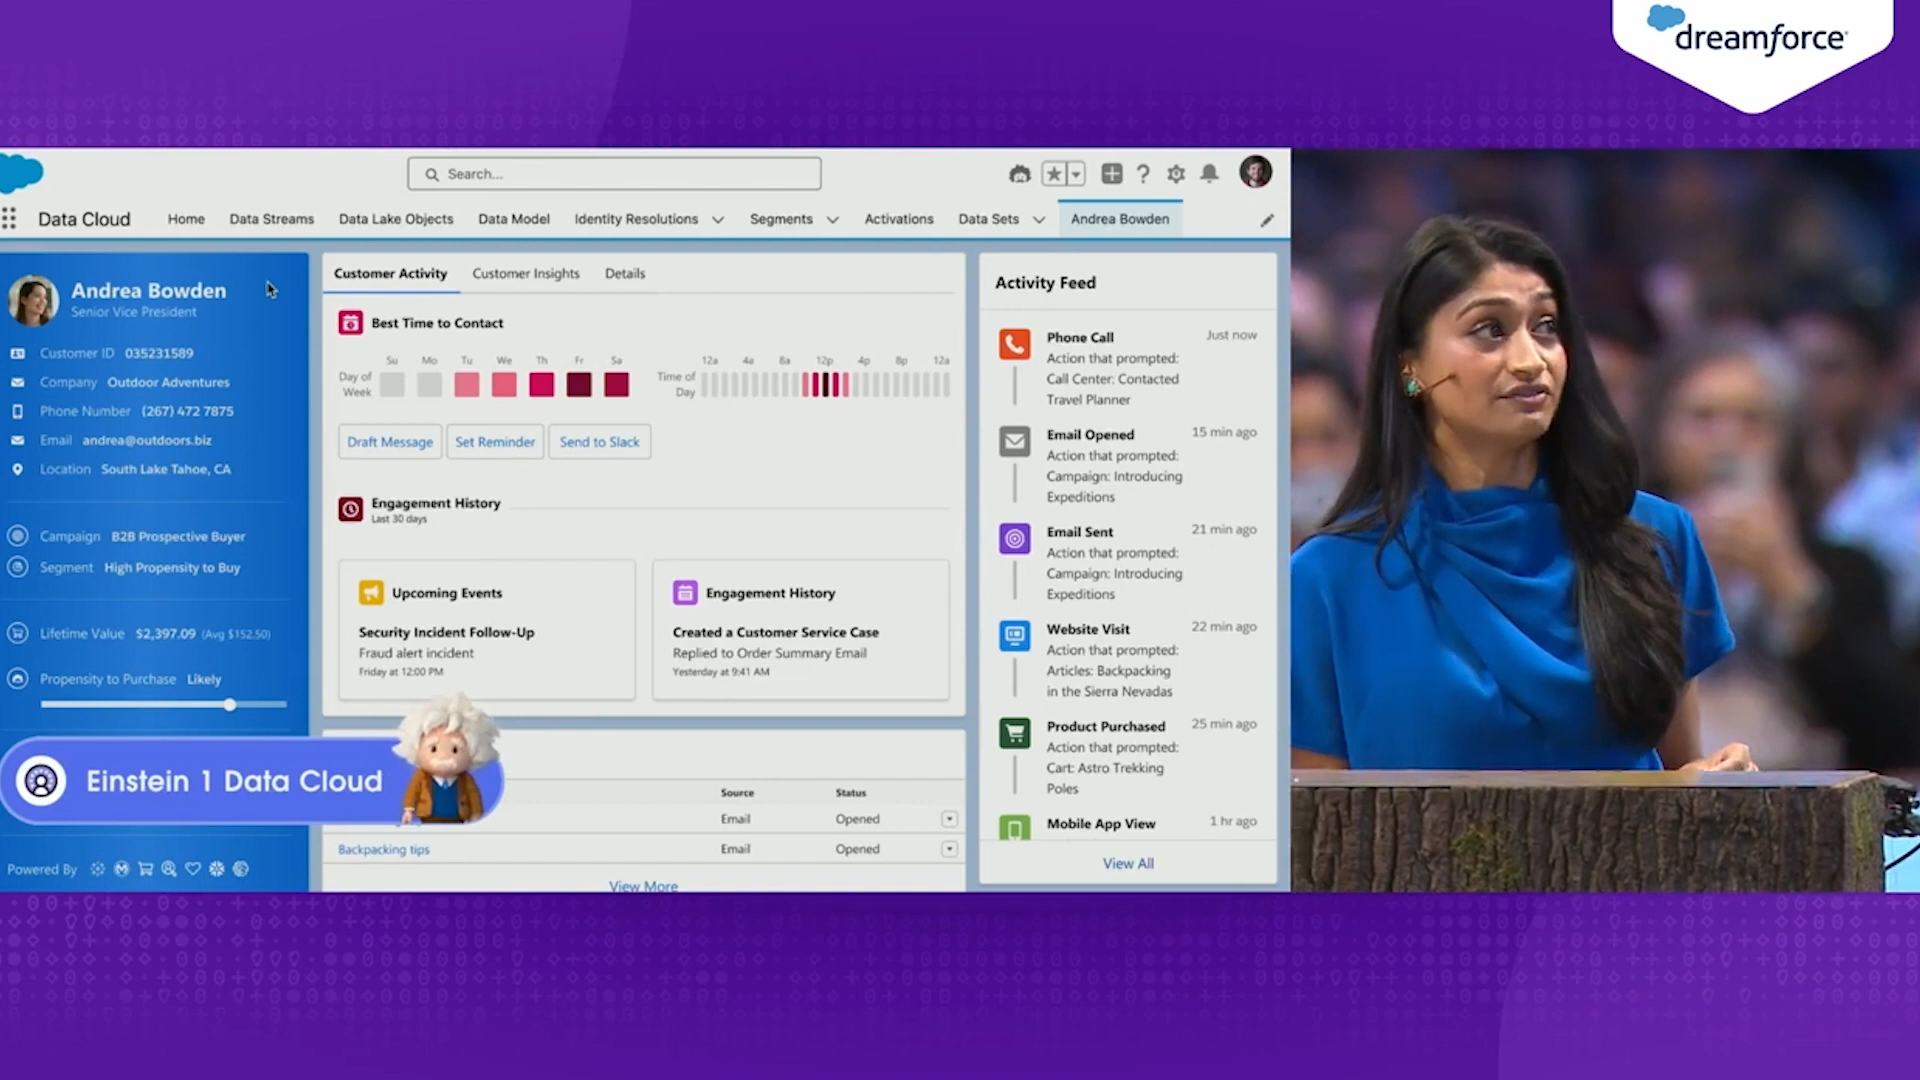 dreamforce
Search...
Data Cloud
Home
Data Streams
Data Lake Objects
Data Model
Identity Resolutions
Segments
Activations
Data Sets
Andrea Bowden
Andrea Bowden
Senior Vice President
Customer ID 035231589
Company Outdoor Adventures
Phone Number (267) 472 7875
Email andrea@outdoors.biz
Location South Lake Tahoe, CA
Campaign B2B Prospective Buyer
Segment High Propensity to Buy
Lifetime Value $2,397.09 (Avg $152.50)
Propensity to Purchase Likely
Einstein 1 Data Cloud
Powered By
Customer Activity
Customer Insights
Details
Best Time to Contact
Su Mo Tu We Th Fr Sa
Day of
Week
12a 4a 8a 12p 4p 8p 12a
Time of
Day
Draft Message
Set Reminder
Send to Slack
Engagement History
Last 30 days
Upcoming Events
Security Incident Follow-Up
Fraud alert incident
Friday at 12:00 PM
Engagement History
Created a Customer Service Case
Replied to Order Summary Email
Yesterday at 9:41 AM
Source Status
Email Opened
Backpacking tips Email Opened
View More
Activity Feed
Phone Call Just now
Action that prompted:
Call Center: Contacted
Travel Planner
Email Opened 15 min ago
Action that prompted:
Campaign: Introducing
Expeditions
Email Sent 21 min ago
Action that prompted:
Campaign: Introducing
Expeditions
Website Visit 22 min ago
Action that prompted:
Articles: Backpacking
in the Sierra Nevadas
Product Purchased 25 min ago
Action that prompted:
Cart: Astro Trekking
Poles
Mobile App View 1 hr ago
View All